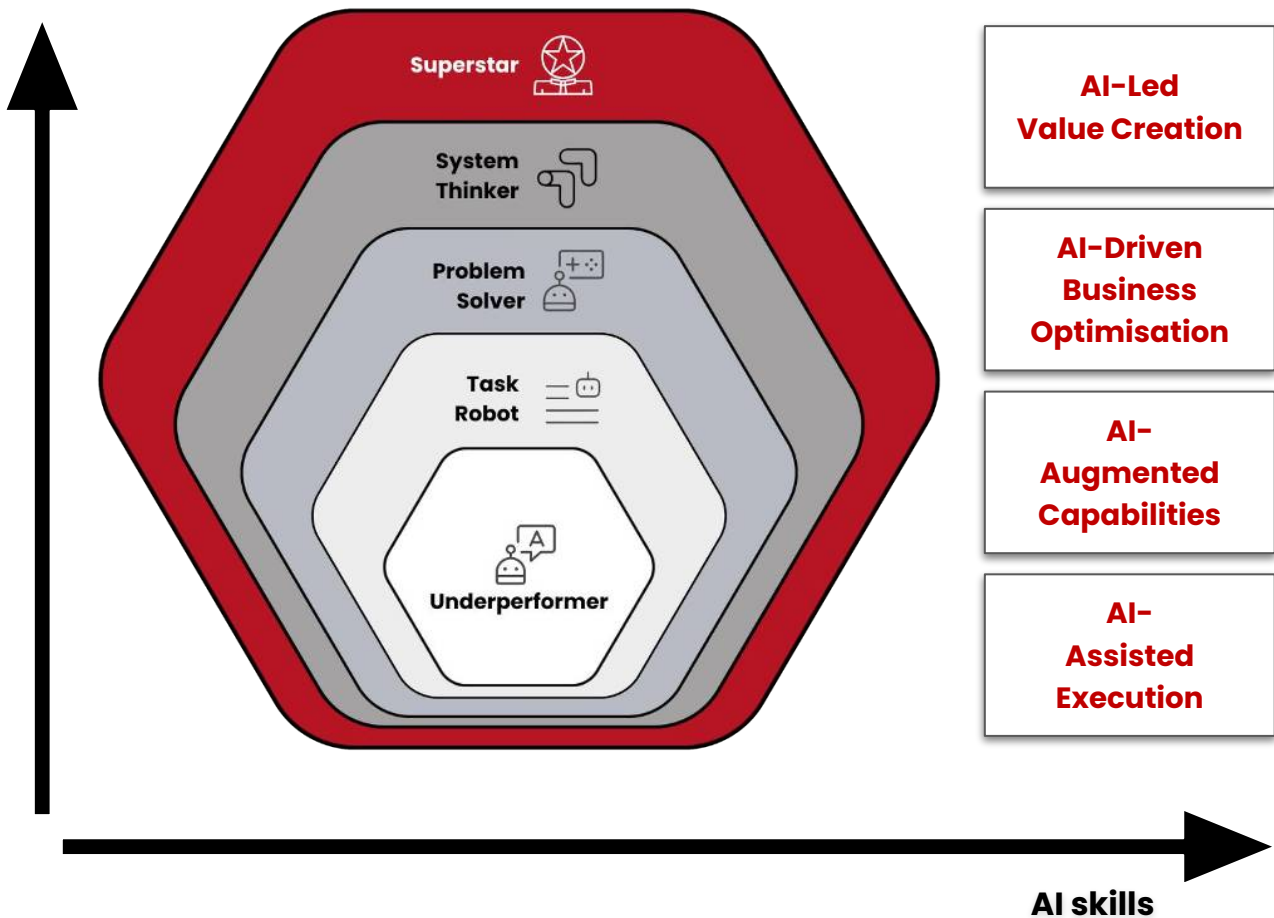 Superstar
System
Thinker
Problem
Solver
Task
Robot
A
Underperformer
AI-Led
Value Creation
AI-Driven
Business
Optimisation
AI-
Augmented
Capabilities
AI-
Assisted
Execution
AI skills